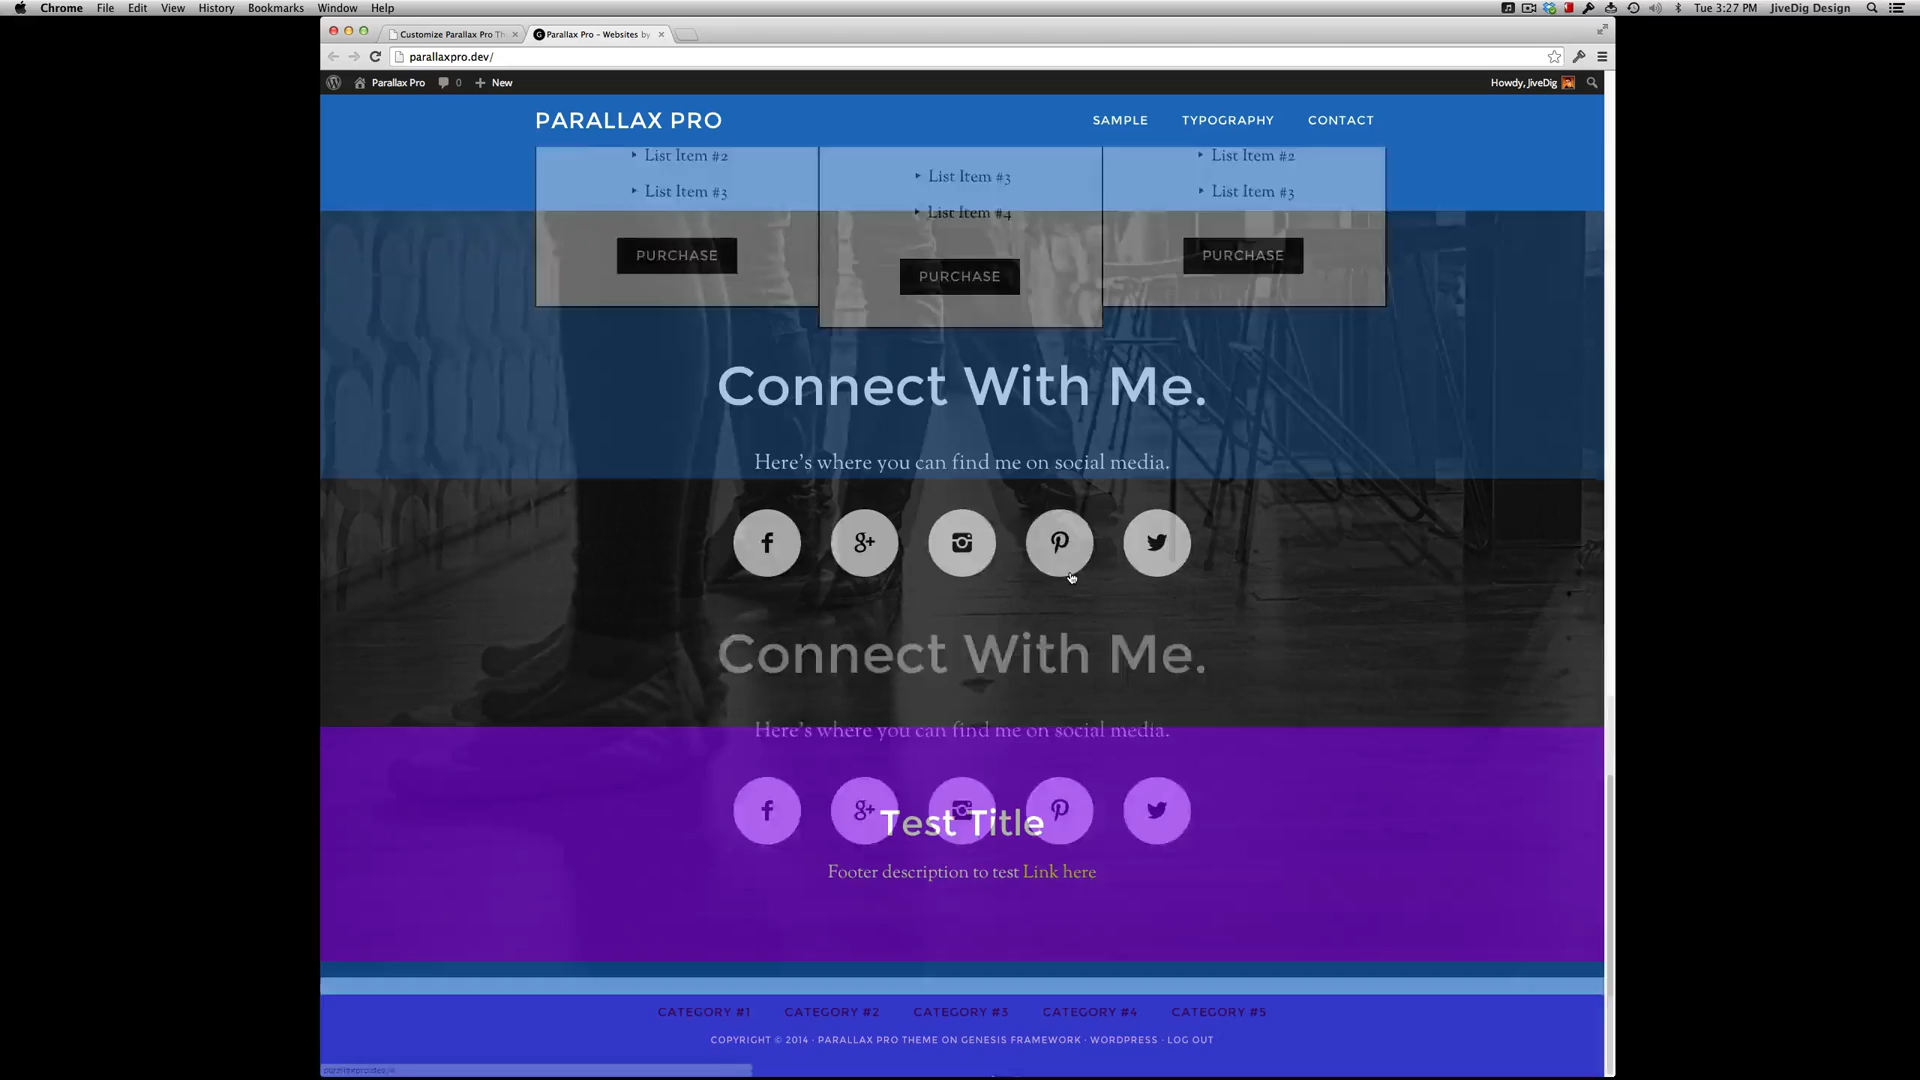 Chrome File Edit View History Bookmarks Window Help
Tue 3:27 PM JiveDig Design
Customize Parallax Pro Th
Parallax Pro - Websites by
parallaxpro.dev/
Parallax Pro 0 + New
Howdy, JiveDig
PARALLAX PRO
SAMPLE TYPOGRAPHY CONTACT
List Item #2
List Item #3
PURCHASE
List Item #3
List Item #4
PURCHASE
List Item #2
List Item #3
PURCHASE
Connect With Me.
Here's where you can find me on social media.
Connect With Me.
Here's where you can find me on social media.
Test Title
Footer description to test Link here
CATEGORY #1 CATEGORY #2 CATEGORY #3 CATEGORY #4 CATEGORY #5
COPYRIGHT © 2014 · PARALLAX PRO THEME ON GENESIS FRAMEWORK · WORDPRESS · LOG OUT